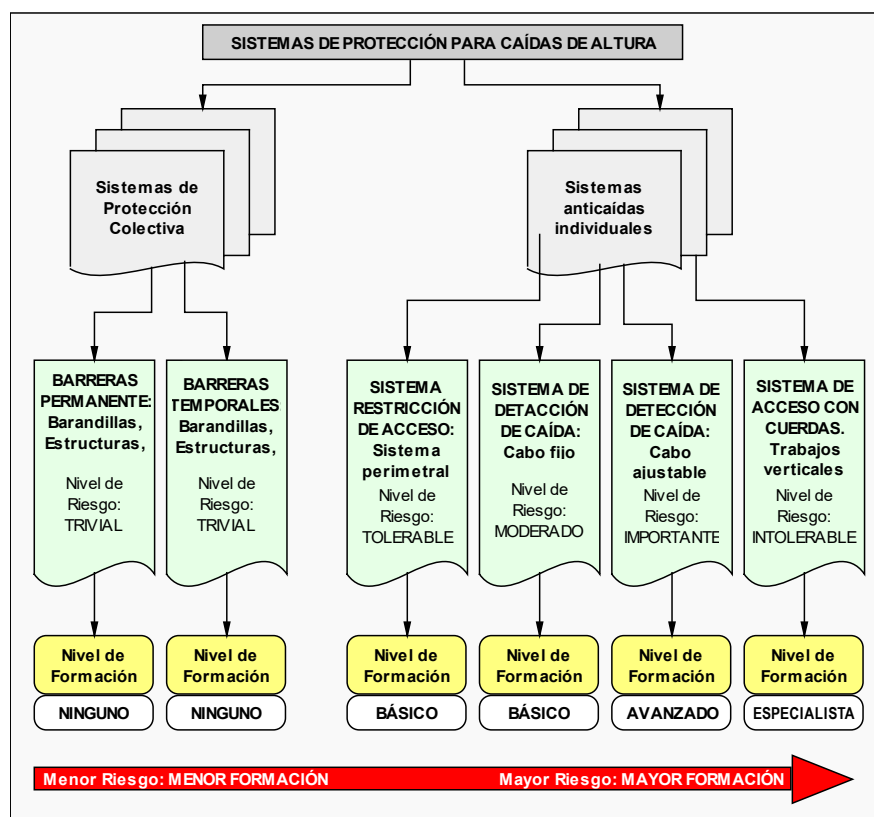 SISTEMAS DE PROTECCIÓN PARA CAÍDAS DE ALTURA
Sistemas de
Protección
Colectiva
Sistemas
anticaídas
individuales
BARRERAS
PERMANENTE:
Barandillas,
Estructuras,
Nivel de
Riesgo:
TRIVIAL
BARRERAS
TEMPORALES:
Barandillas,
Estructuras,
Nivel de
Riesgo:
TRIVIAL
SISTEMA
RESTRICCIÓN
DE ACCESO:
Sistema
perimetral
Nivel de
Riesgo:
TOLERABLE
SISTEMA DE
DETACCIÓN
DE CAÍDA:
Cabo fijo
Nivel de
Riesgo:
MODERADO
SISTEMA DE
DETECCIÓN DE
CAÍDA:
Cabo
ajustable
Nivel de
Riesgo:
IMPORTANTE
SISTEMA DE
ACCESO CON
CUERDAS.
Trabajos
verticales
Nivel de
Riesgo:
INTOLERABLE
Nivel de
Formación
NINGUNO
Nivel de
Formación
NINGUNO
Nivel de
Formación
BÁSICO
Nivel de
Formación
BÁSICO
Nivel de
Formación
AVANZADO
Nivel de
Formación
ESPECIALISTA
Menor Riesgo: MENOR FORMACIÓN
Mayor Riesgo: MAYOR FORMACIÓN